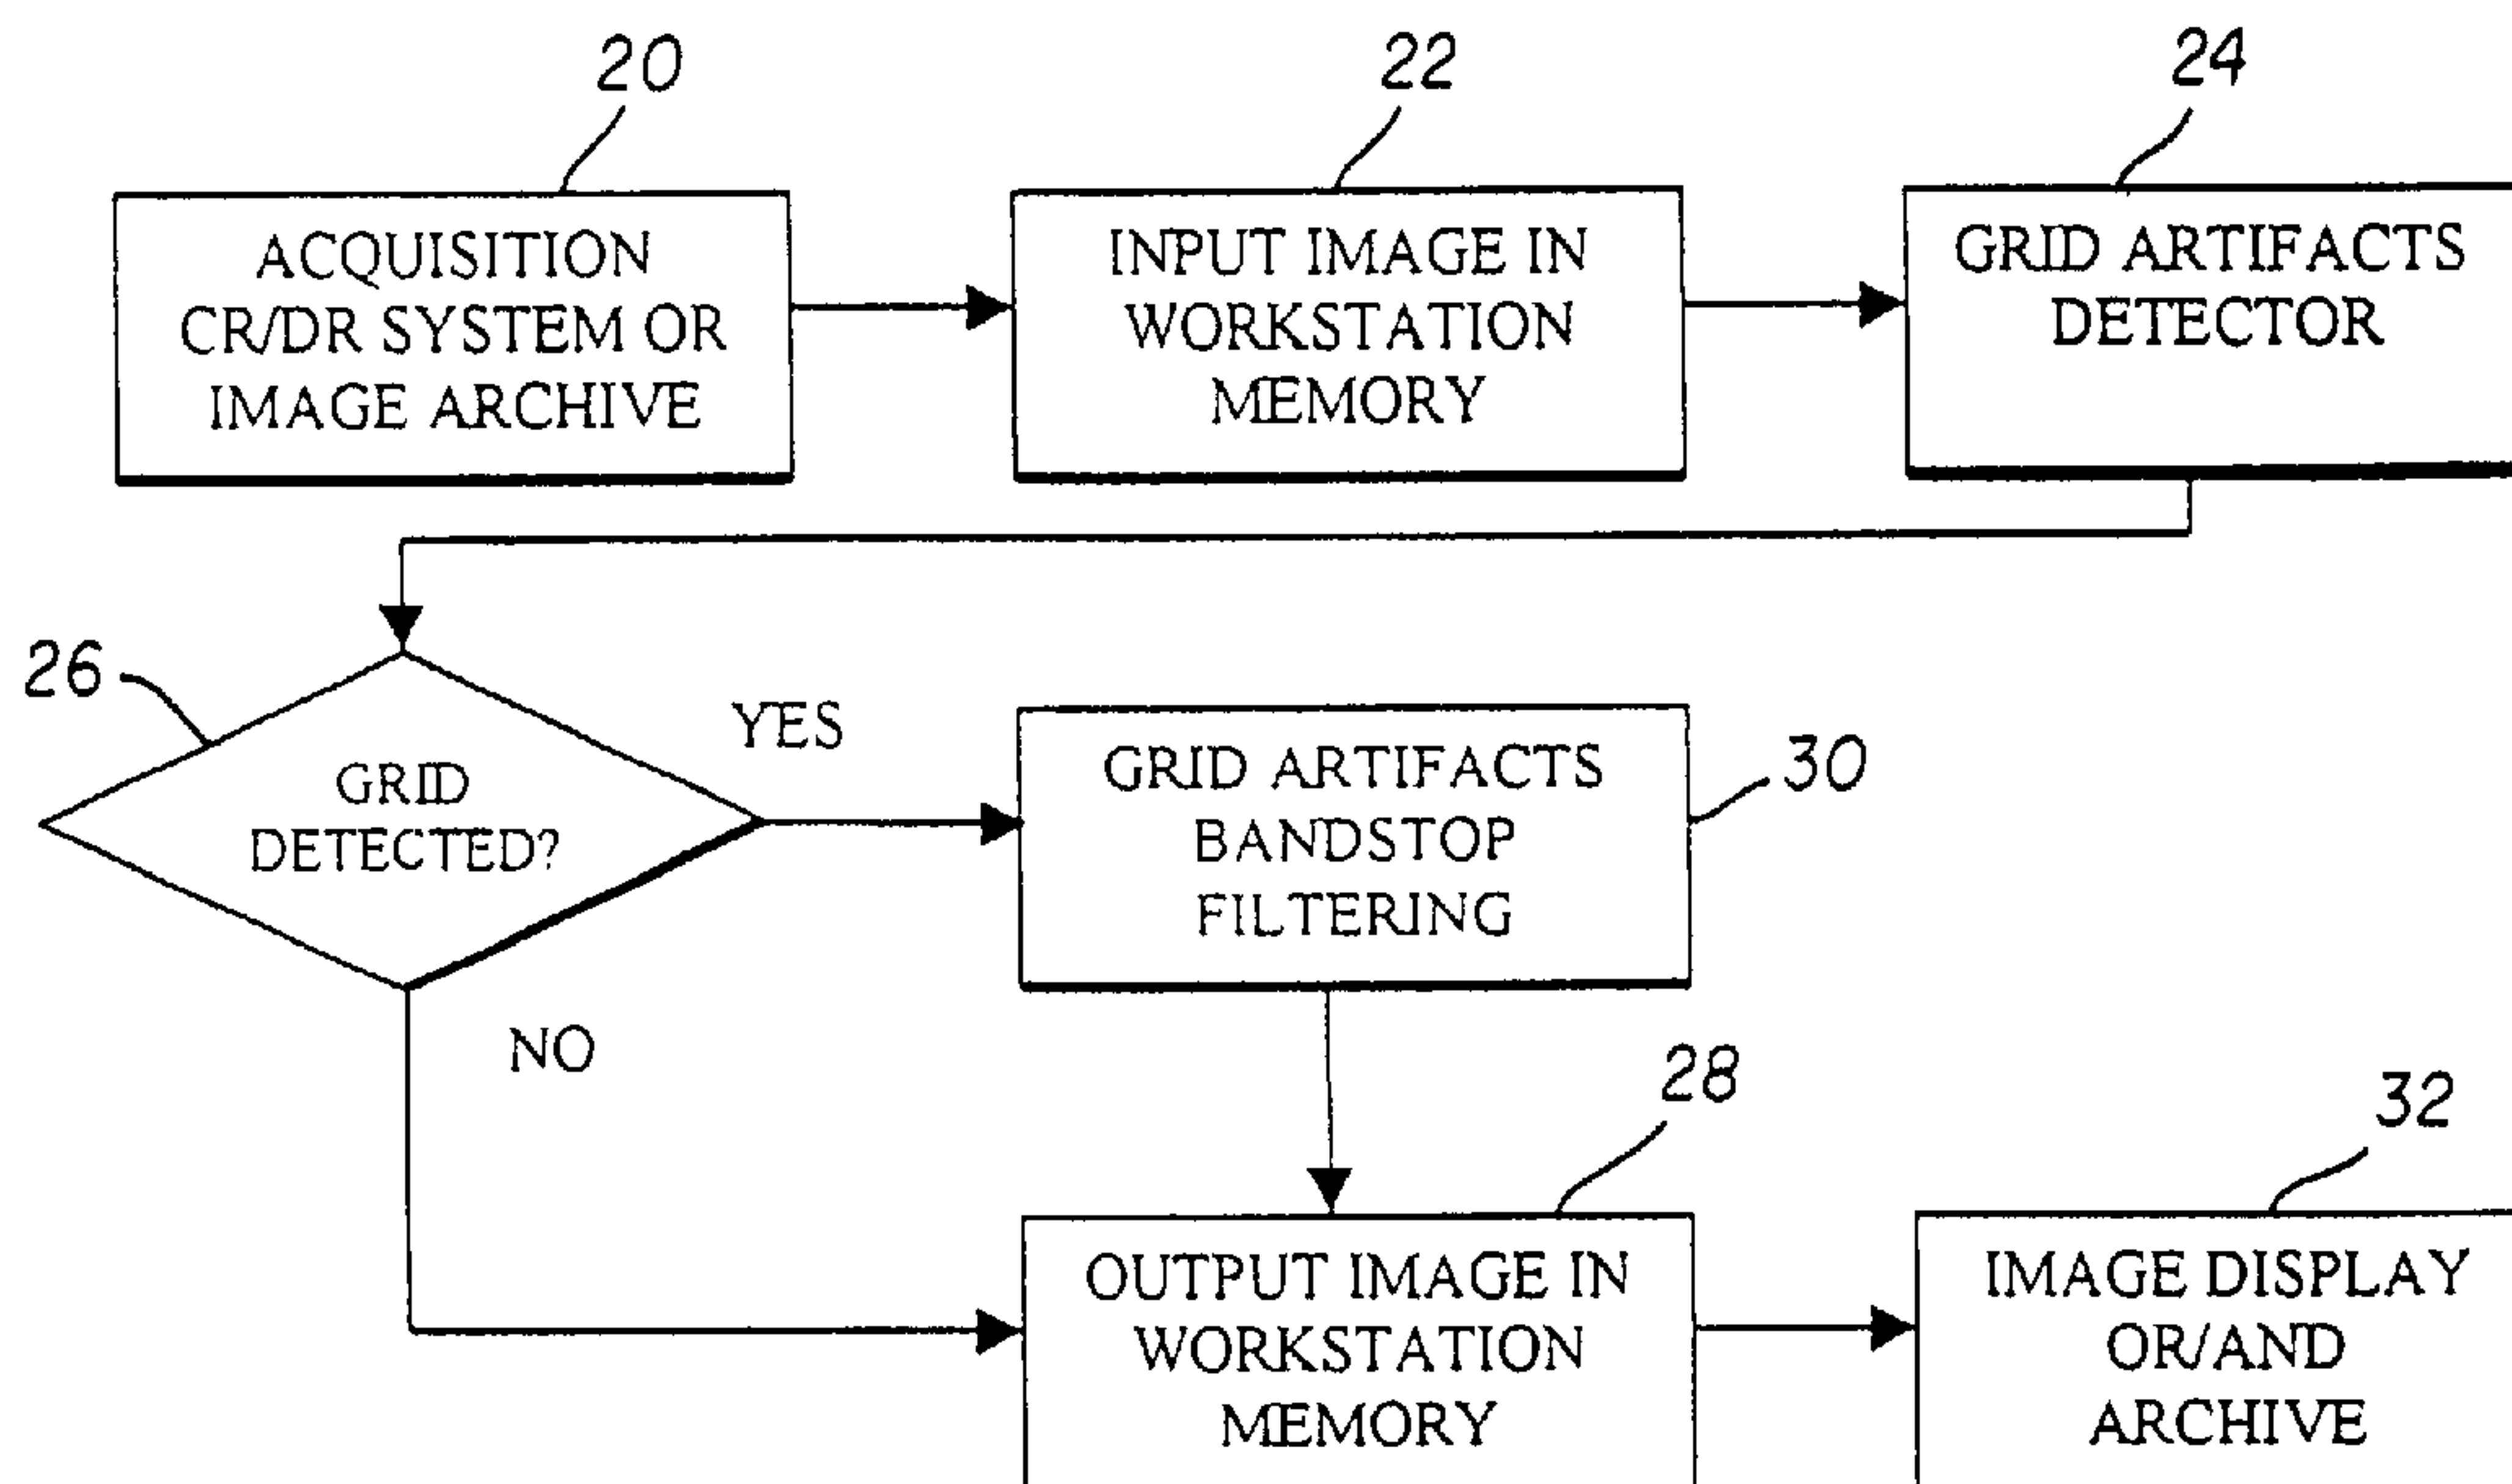 20
22
24
ACQUISITION
CR/DR SYSTEM OR
IMAGE ARCHIVE
INPUT IMAGE IN
WORKSTATION
MEMORY
GRID ARTIFACTS
DETECTOR
26
GRID
DETECTED?
YES
NO
GRID ARTIFACTS
BANDSTOP
FILTERING
30
28
32
OUTPUT IMAGE IN
WORKSTATION
MEMORY
IMAGE DISPLAY
OR/AND
ARCHIVE